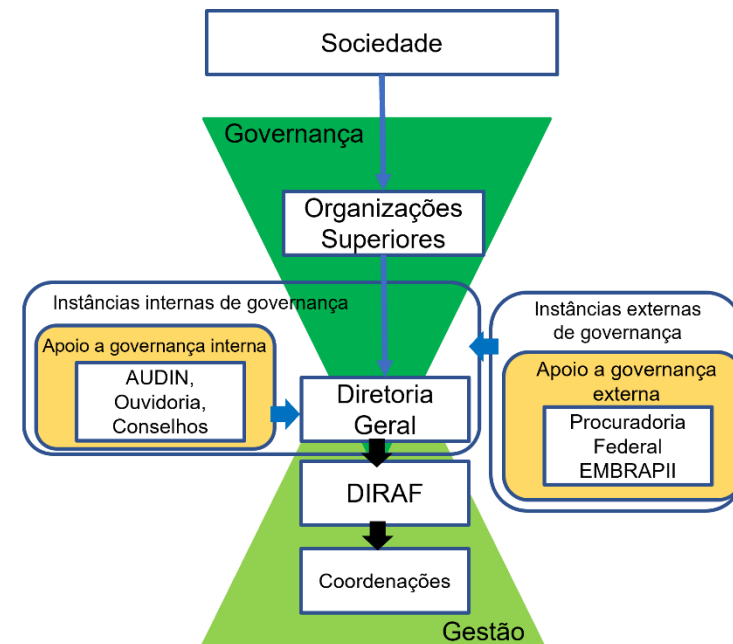 Sociedade
Governança
Organizações
Superiores
Instâncias internas de governança
Apoio a governança interna
AUDIN,
Ouvidoria,
Conselhos
Instâncias externas
de governança
Apoio a governança
externa
Procuradoria
Federal
EMBRAPII
Diretoria
Geral
DIRAF
Coordenações
Gestão